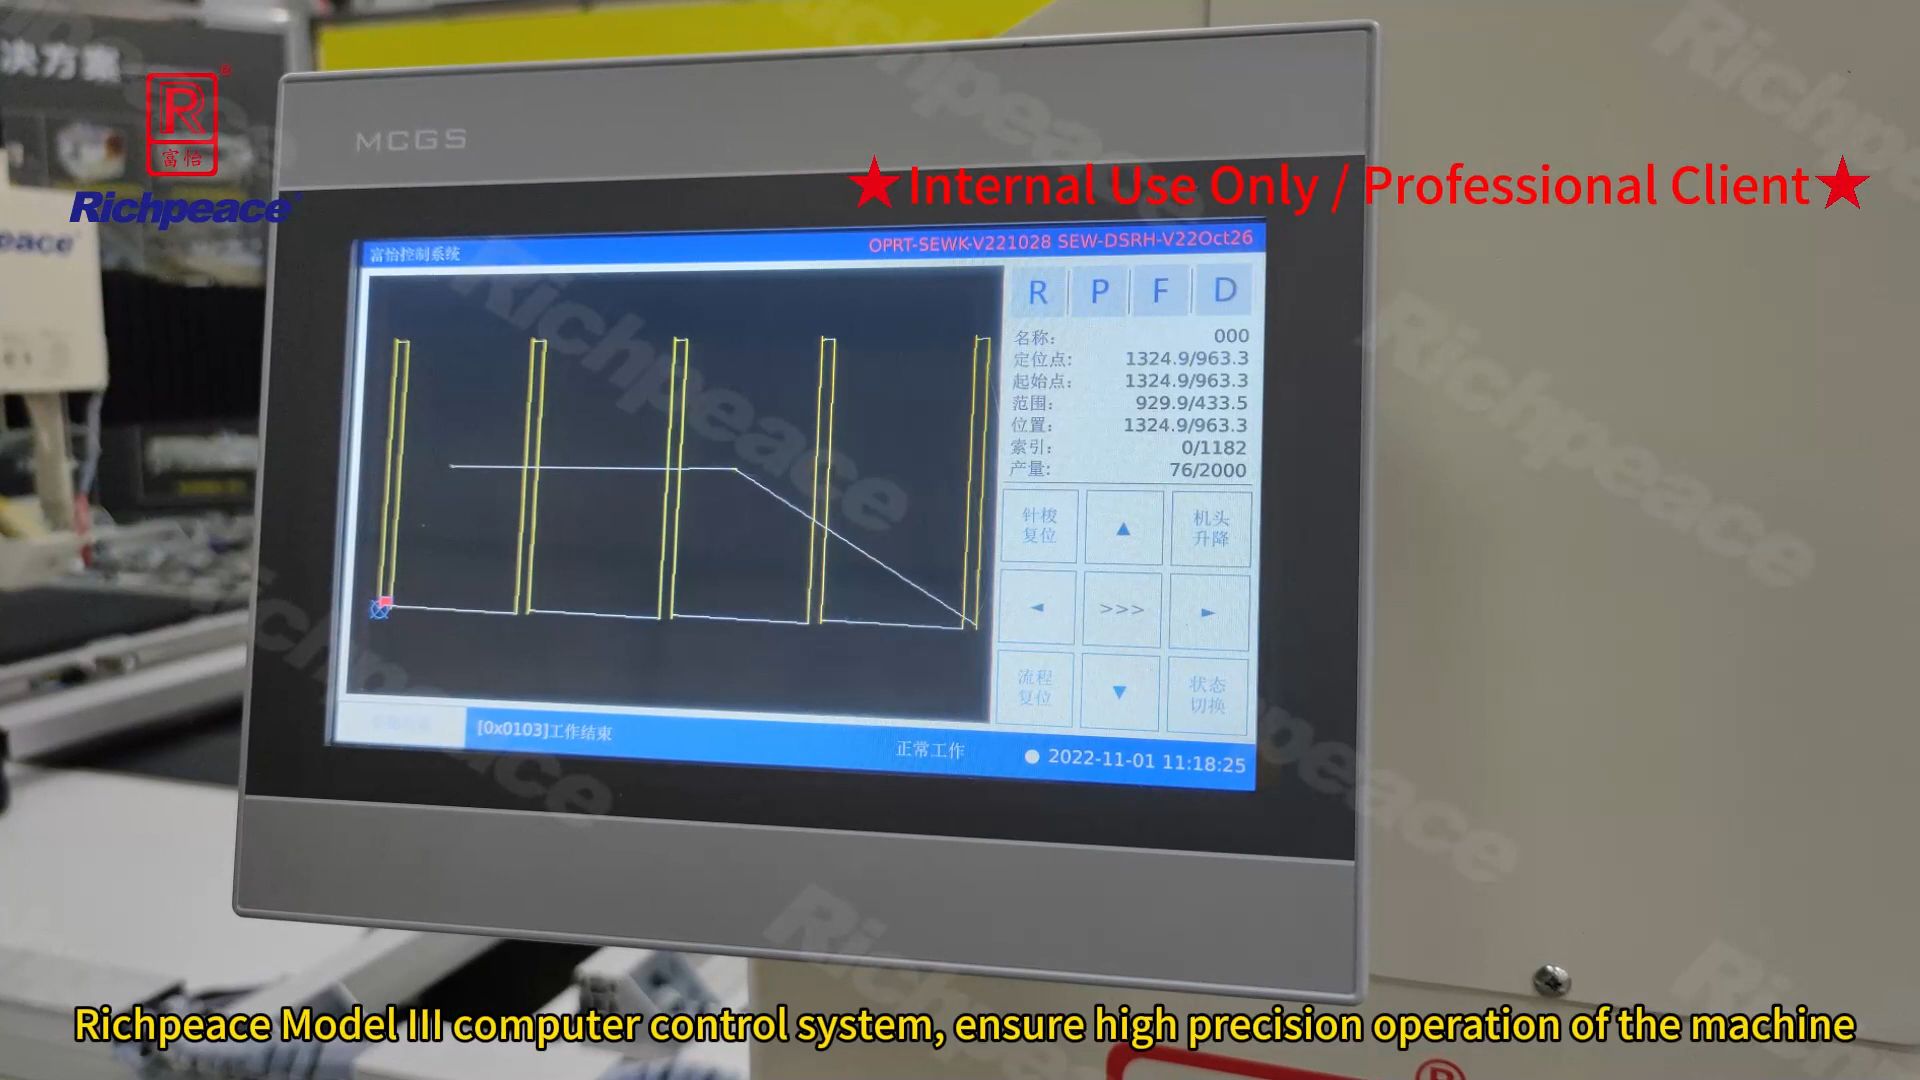 决方案
R
富怡
Richpeace
MCGS
★Internal Use Only / Professional Client★
富怡控制系统
OPRT-SEWK-V221028 SEW-DSRH-V22Oct26
R P F D
名称: 000
定位点: 1324.9/963.3
起始点: 1324.9/963.3
范围: 929.9/433.5
位置: 1324.9/963.3
索引: 0/1182
产量: 76/2000
针梭
复位
▲
机头
升降
◄
>>>
►
流程
复位
▼
状态
切换
[0x0103]工作结束
正常工作
2022-11-01 11:18:25
Richpeace Model III computer control system, ensure high precision operation of the machine
Richpeace
Richpeace
Richpeace
Richpeace